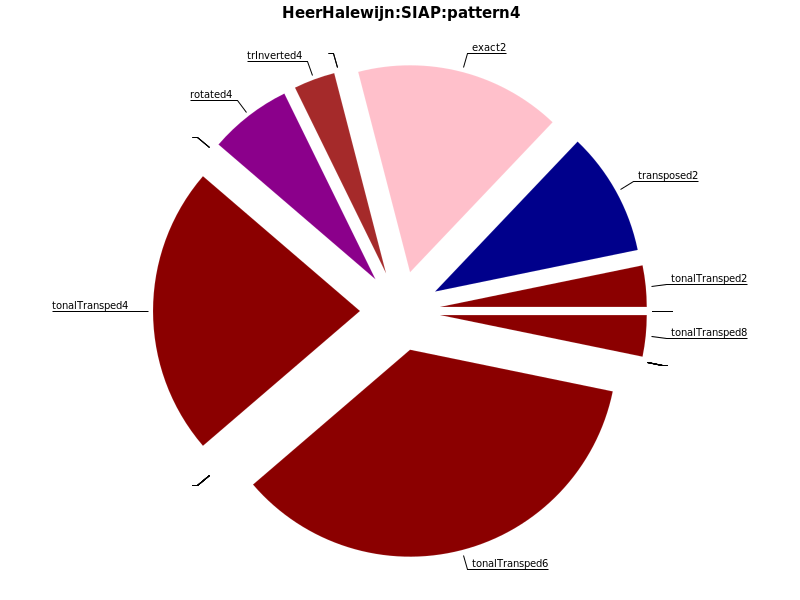 HeerHalewijn:SIAP:pattern4
exact2
trInverted4
rotated4
transposed2
tonalTransped2
tonalTransped4
tonalTransped8
tonalTransped6